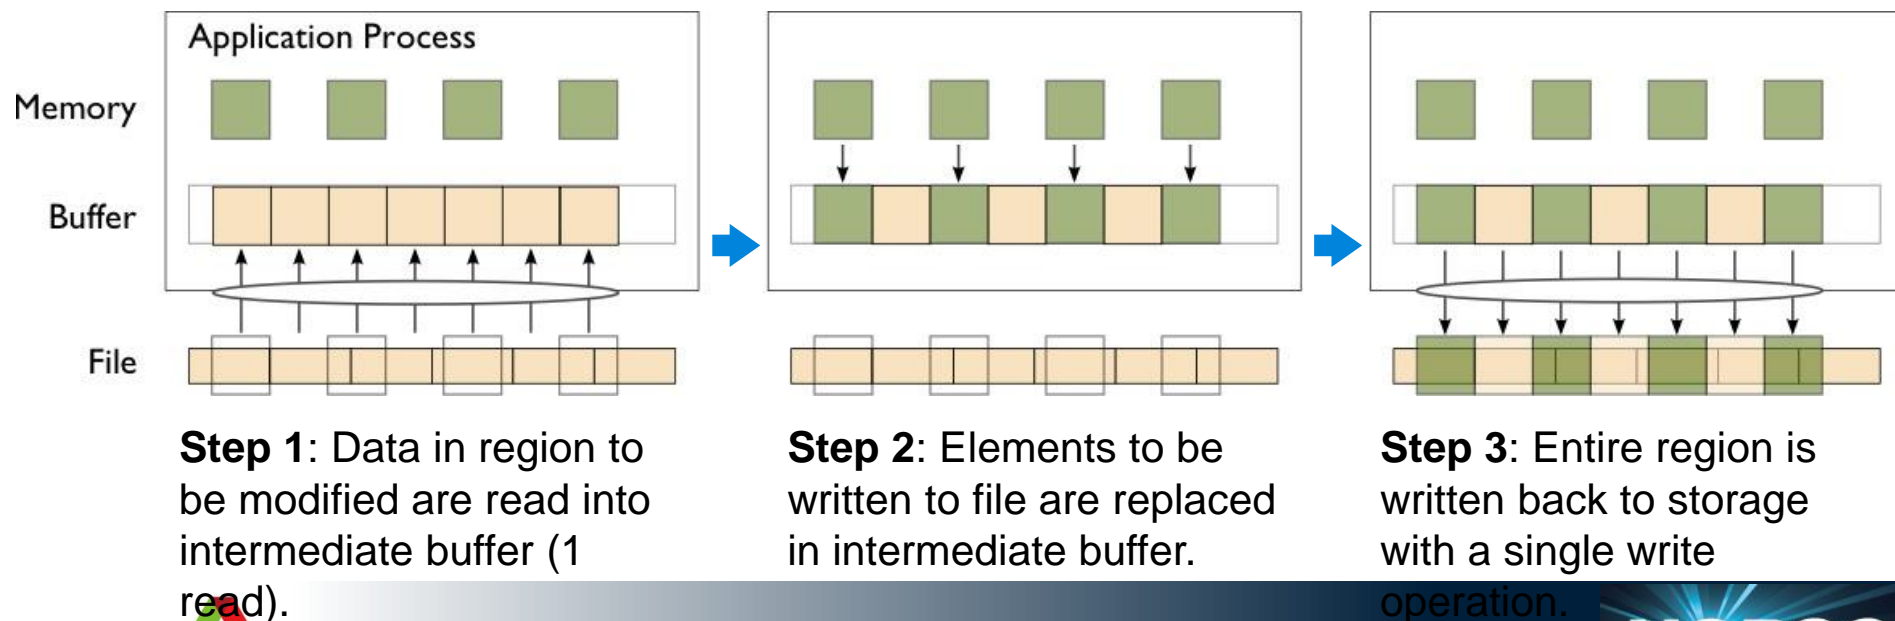 Application Process
Memory
Buffer
File
Step 1: Data in region to
be modified are read into
intermediate buffer (1
read).
Step 2: Elements to be
written to file are replaced
in intermediate buffer.
Step 3: Entire region is
written back to storage
with a single write
operation.